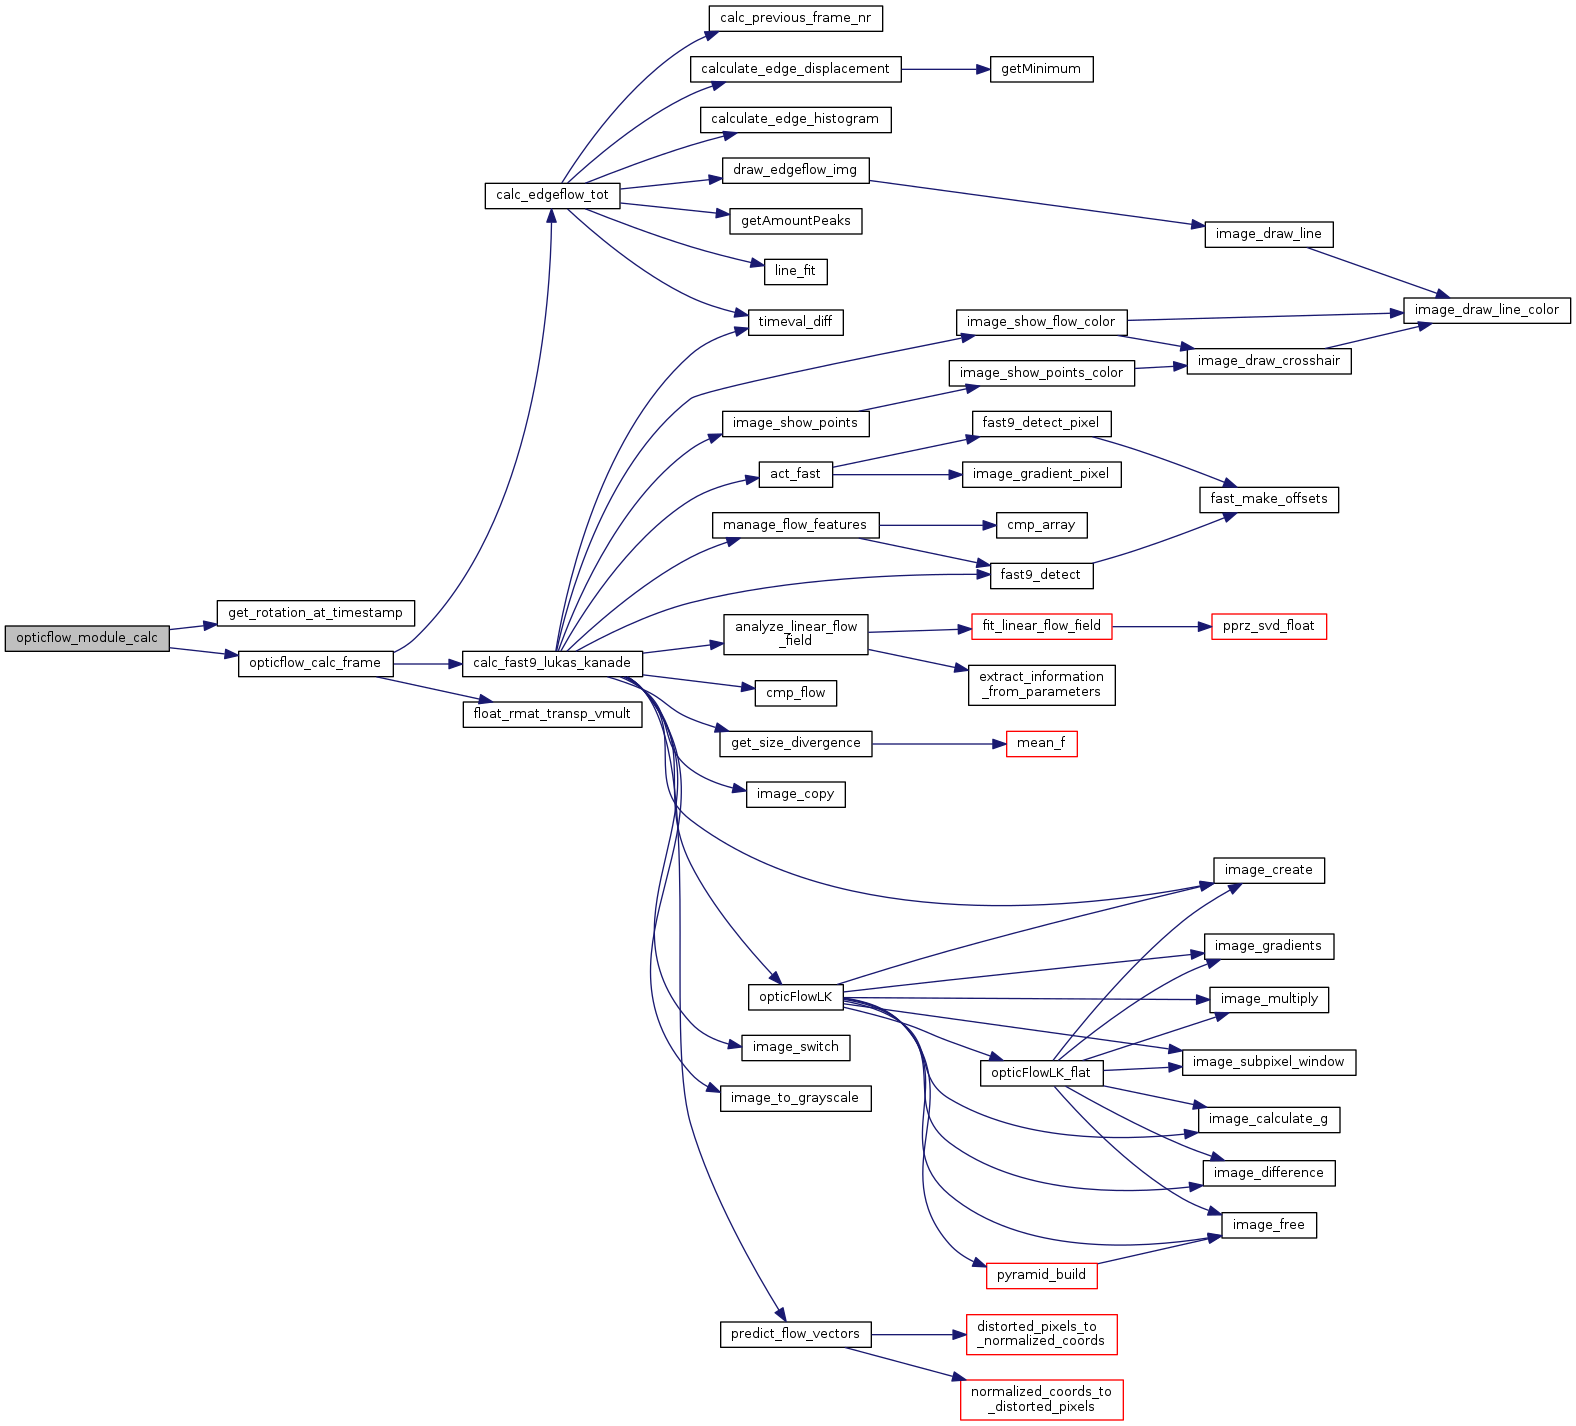 calc_previous_frame_nr
calculate_edge_displacement
getMinimum
calculate_edge_histogram
draw_edgeflow_img
calc_edgeflow_tot
getAmountPeaks
image_draw_line
line_fit
image_draw_line_color
timeval_diff
image_show_flow_color
image_draw_crosshair
image_show_points_color
image_show_points
fast9_detect_pixel
act_fast
image_gradient_pixel
fast_make_offsets
manage_flow_features
cmp_array
fast9_detect
get_rotation_at_timestamp
opticflow_module_calc
analyze_linear_flow
_field
fit_linear_flow_field
pprz_svd_float
opticflow_calc_frame
calc_fast9_lukas_kanade
extract_information
_from_parameters
cmp_flow
float_rmat_transp_vmult
get_size_divergence
mean_f
image_copy
image_create
image_gradients
opticFlowLK
image_multiply
image_switch
image_subpixel_window
opticFlowLK_flat
image_to_grayscale
image_calculate_g
image_difference
image_free
pyramid_build
predict_flow_vectors
distorted_pixels_to
_normalized_coords
normalized_coords_to
_distorted_pixels